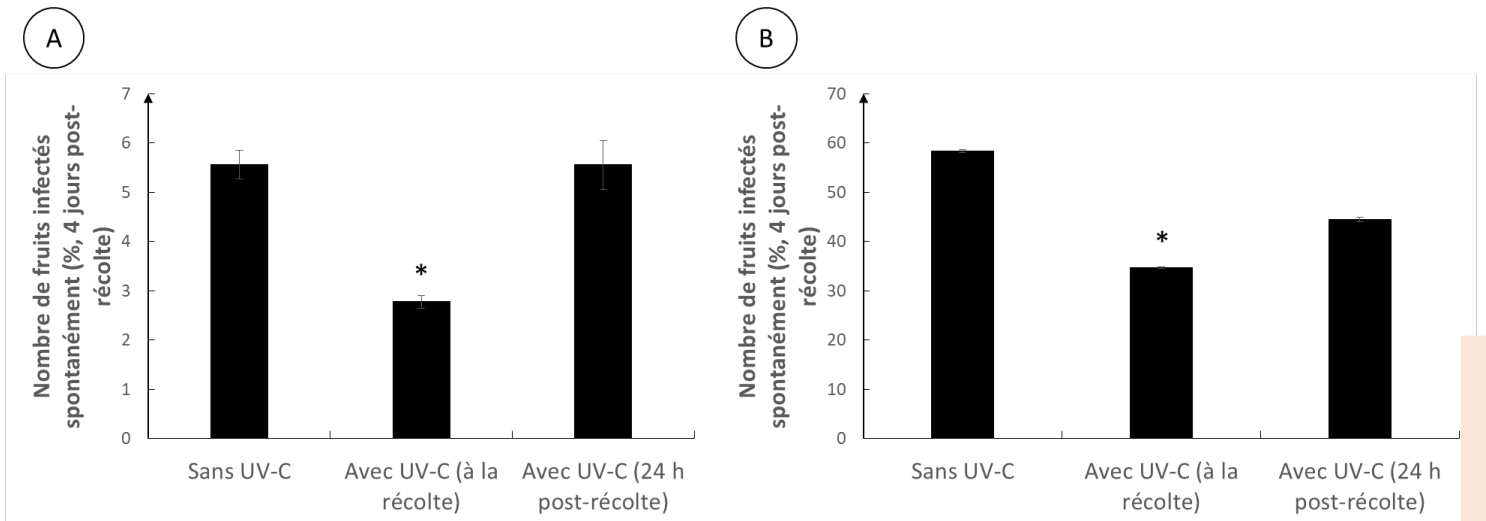 A
Nombre de fruits infectés
spontanément (%, 4 jours post-
récolte)
7
6
5
4
3
2
1
0
*
Sans UV-C
Avec UV-C (à la
récolte)
Avec UV-C (24 h
post-récolte)
B
Nombre de fruits infectés
spontanément (%, 4 jours post-
récolte)
70
60
50
40
30
20
10
0
*
Sans UV-C
Avec UV-C (à la
récolte)
Avec UV-C (24 h
post-récolte)